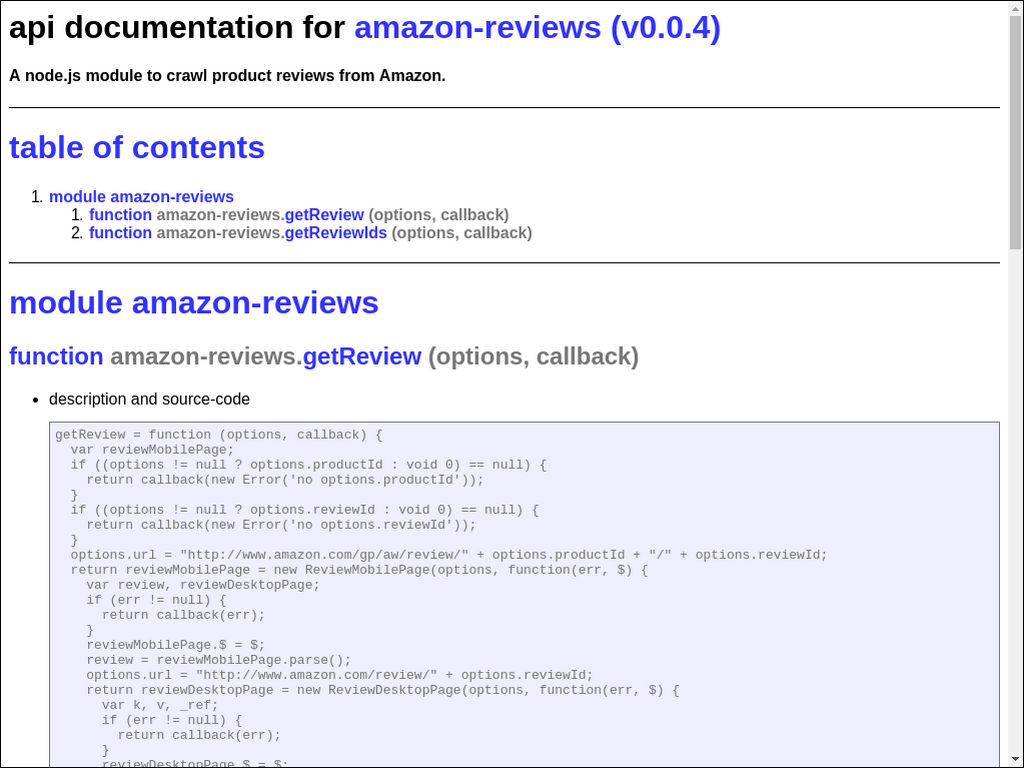 api documentation for amazon-reviews (v0.0.4)
A node.js module to crawl product reviews from Amazon.
table of contents
1. module amazon-reviews
1. function amazon-reviews.getReview (options, callback)
2. function amazon-reviews.getReviewIds (options, callback)
module amazon-reviews
function amazon-reviews.getReview (options, callback)
• description and source-code
getReview = function (options, callback) {
  var reviewMobilePage;
  if ((options != null ? options.productId : void 0) == null) {
    return callback(new Error('no options.productId'));
  }
  if ((options != null ? options.reviewId : void 0) == null) {
    return callback(new Error('no options.reviewId'));
  }
  options.url = "http://www.amazon.com/gp/aw/review/" + options.productId + "/" + options.reviewId;
  return reviewMobilePage = new ReviewMobilePage(options, function(err, $) {
    var review, reviewDesktopPage;
    if (err != null) {
      return callback(err);
    }
    reviewMobilePage.$ = $;
    review = reviewMobilePage.parse();
    options.url = "http://www.amazon.com/review/" + options.reviewId;
    return reviewDesktopPage = new ReviewDesktopPage(options, function(err, $) {
      var k, v, _ref;
      if (err != null) {
        return callback(err);
      }
      reviewDesktopPage.$ = $;